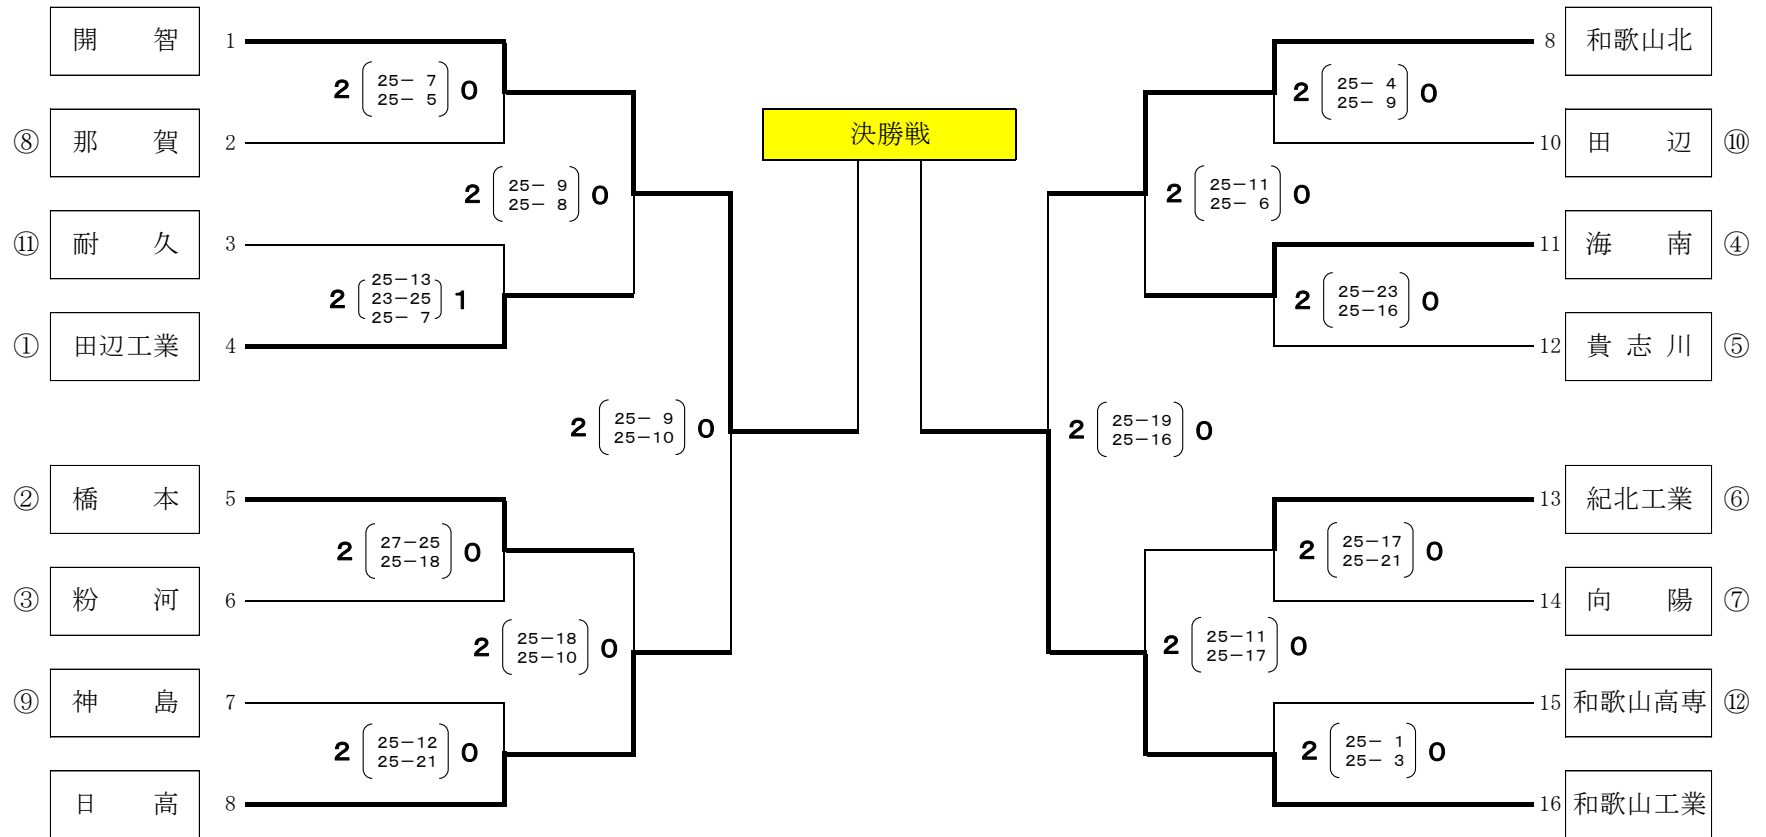 開 智 1
2 25- 7 0
25- 5
⑧ 那 賀 2
2 25- 9 0
25- 8
⑪ 耐 久 3
2 25-13 1
23-25
25- 7
① 田辺工業 4
2 25- 9 0
25-10
② 橋 本 5
2 27-25 0
25-18
③ 粉 河 6
2 25-18 0
25-10
⑨ 神 島 7
2 25-12 0
25-21
日 高 8
決勝戦
8 和歌山北
2 25- 4 0
25- 9
10 田 辺 ⑩
2 25-11 0
25- 6
11 海 南 ④
2 25-23 0
25-16
12 貴 志 川 ⑤
2 25-19 0
25-16
13 紀北工業 ⑥
2 25-17 0
25-21
14 向 陽 ⑦
2 25-11 0
25-17
15 和歌山高専 ⑫
2 25- 1 0
25- 3
16 和歌山工業